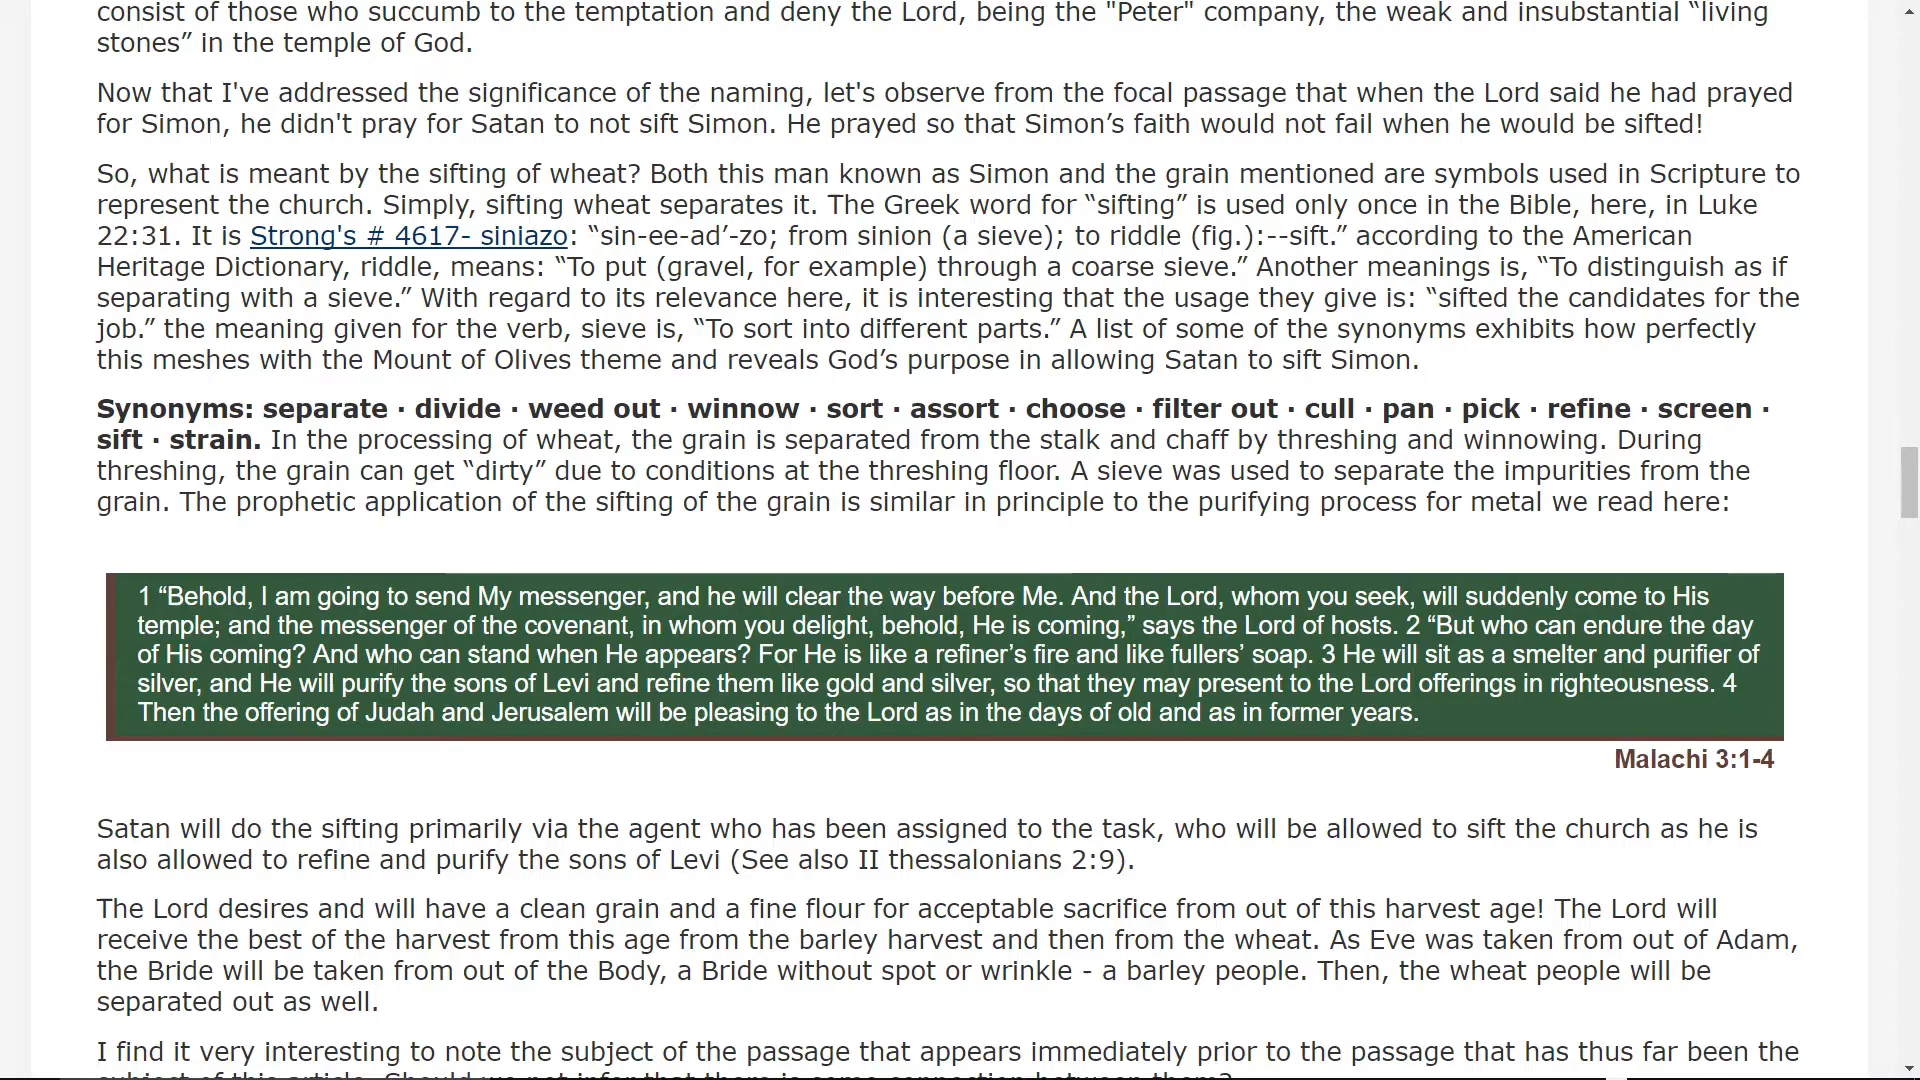 consist of those who succumb to the temptation and deny the Lord, being the "Peter" company, the weak and insubstantial “living
stones” in the temple of God.
Now that I've addressed the significance of the naming, let's observe from the focal passage that when the Lord said he had prayed
for Simon, he didn't pray for Satan to not sift Simon. He prayed so that Simon’s faith would not fail when he would be sifted!
So, what is meant by the sifting of wheat? Both this man known as Simon and the grain mentioned are symbols used in Scripture to
represent the church. Simply, sifting wheat separates it. The Greek word for “sifting” is used only once in the Bible, here, in Luke
22:31. It is Strong's # 4617- siniazo: “sin-ee-ad’-zo; from sinion (a sieve); to riddle (fig.):--sift.” according to the American
Heritage Dictionary, riddle, means: “To put (gravel, for example) through a coarse sieve.” Another meanings is, “To distinguish as if
separating with a sieve.” With regard to its relevance here, it is interesting that the usage they give is: “sifted the candidates for the
job.” the meaning given for the verb, sieve is, “To sort into different parts.” A list of some of the synonyms exhibits how perfectly
this meshes with the Mount of Olives theme and reveals God’s purpose in allowing Satan to sift Simon.
Synonyms: separate · divide · weed out · winnow · sort · assort · choose · filter out · cull · pan · pick · refine · screen ·
sift · strain. In the processing of wheat, the grain is separated from the stalk and chaff by threshing and winnowing. During
threshing, the grain can get “dirty” due to conditions at the threshing floor. A sieve was used to separate the impurities from the
grain. The prophetic application of the sifting of the grain is similar in principle to the purifying process for metal we read here:
1 “Behold, I am going to send My messenger, and he will clear the way before Me. And the Lord, whom you seek, will suddenly come to His
temple; and the messenger of the covenant, in whom you delight, behold, He is coming,” says the Lord of hosts. 2 “But who can endure the day
of His coming? And who can stand when He appears? For He is like a refiner’s fire and like fullers’ soap. 3 He will sit as a smelter and purifier of
silver, and He will purify the sons of Levi and refine them like gold and silver, so that they may present to the Lord offerings in righteousness. 4
Then the offering of Judah and Jerusalem will be pleasing to the Lord as in the days of old and as in former years.
Malachi 3:1-4
Satan will do the sifting primarily via the agent who has been assigned to the task, who will be allowed to sift the church as he is
also allowed to refine and purify the sons of Levi (See also II thessalonians 2:9).
The Lord desires and will have a clean grain and a fine flour for acceptable sacrifice from out of this harvest age! The Lord will
receive the best of the harvest from this age from the barley harvest and then from the wheat. As Eve was taken from out of Adam,
the Bride will be taken from out of the Body, a Bride without spot or wrinkle - a barley people. Then, the wheat people will be
separated out as well.
I find it very interesting to note the subject of the passage that appears immediately prior to the passage that has thus far been the
subject of this article. Should we not infer that there is some connection between them?